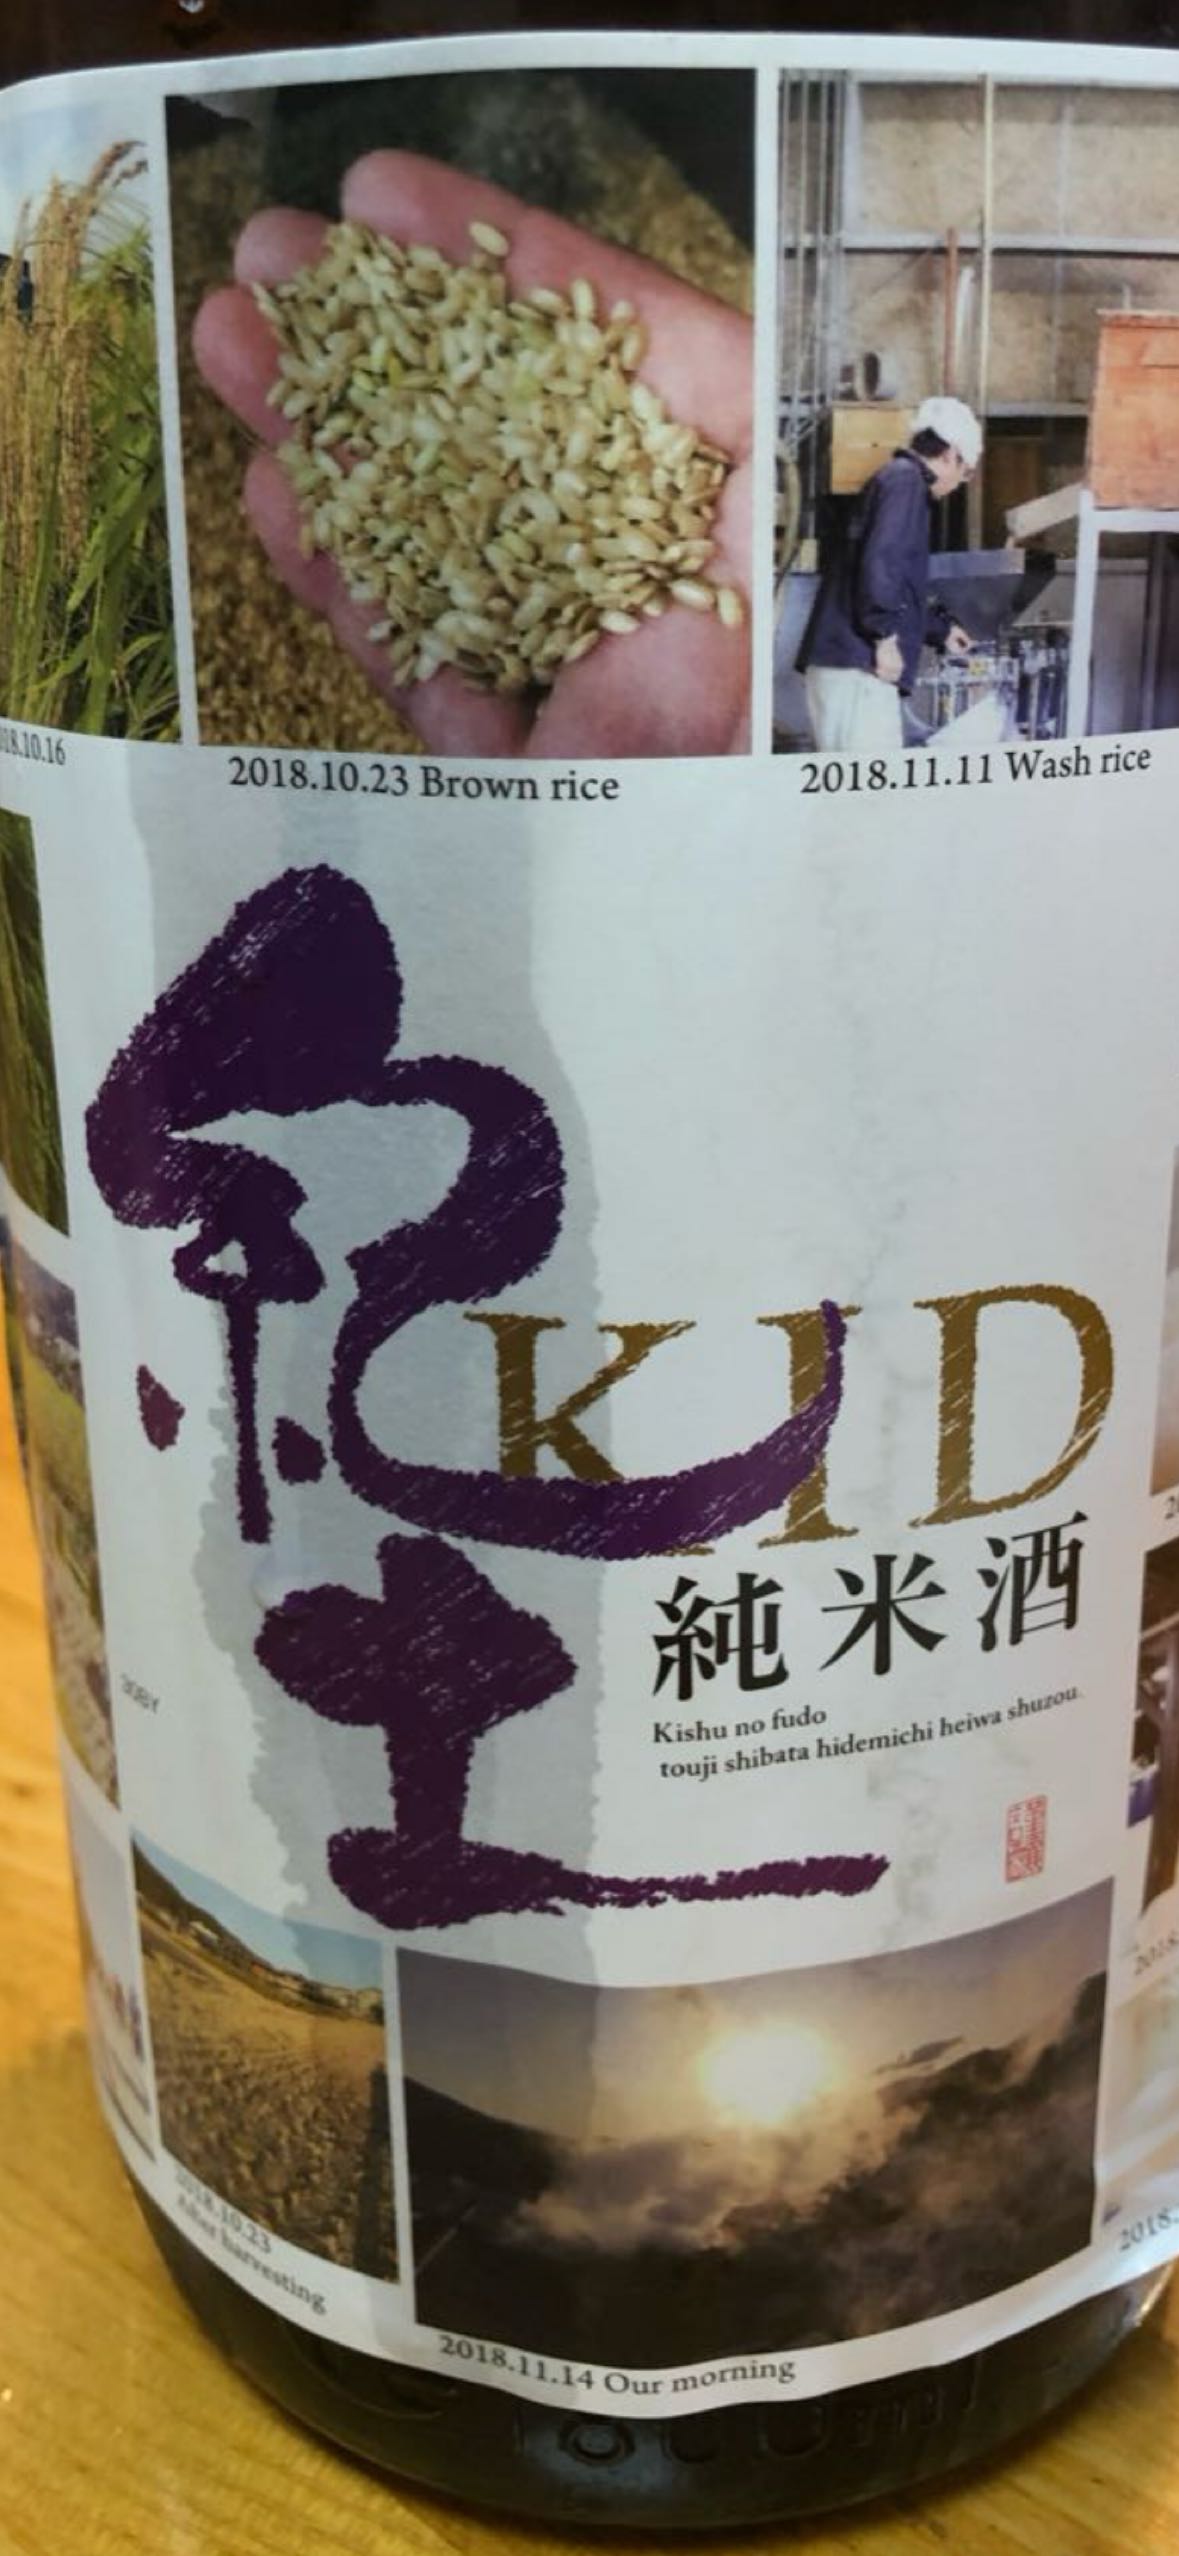 2018.10.23 Brown rice
2018.11.11 Wash rice
紀土
KID
純米酒
Kishu no fudo
touji shibata hidemichi heiwa shuzou.
2018.10.23
After harvesting
2018.11.14 Our morning